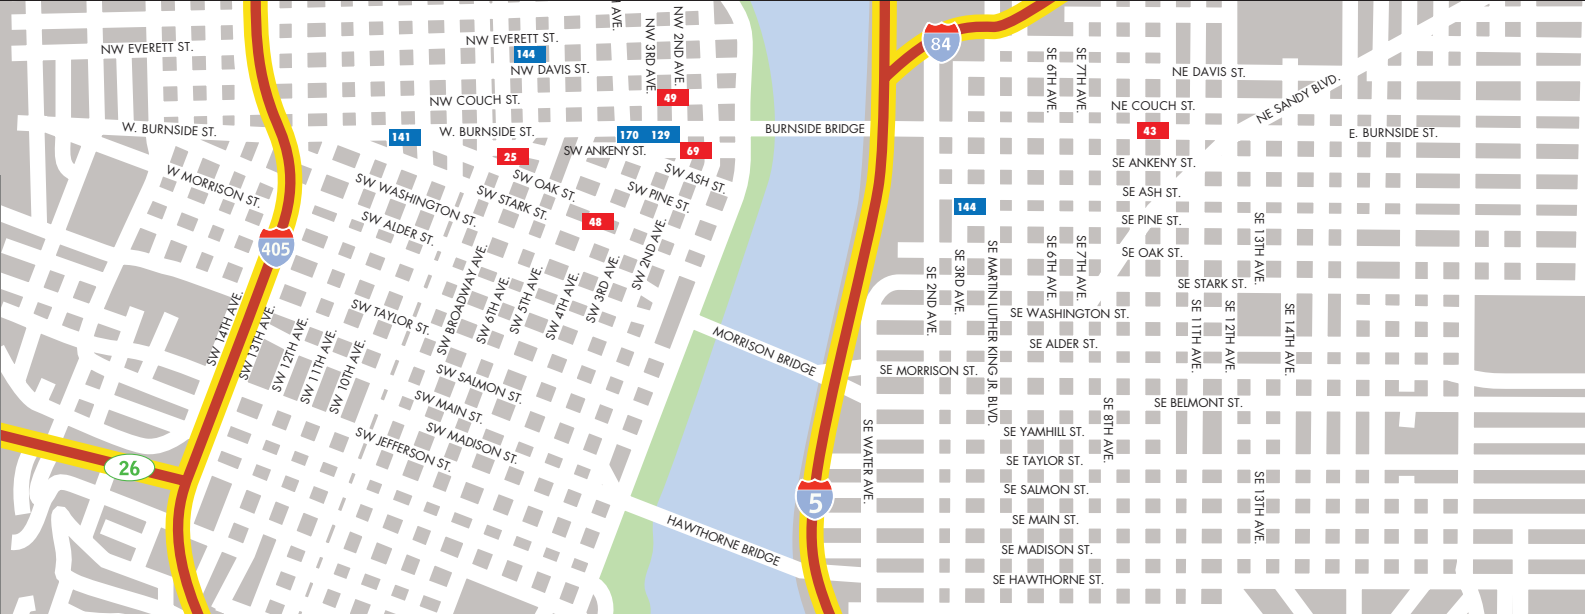 AVE.
NW 3RD AVE.
NW 2ND AVE.
NW EVERETT ST.
NW EVERETT ST.
144
NW DAVIS ST.
NW COUCH ST.
49
W. BURNSIDE ST.
141
W. BURNSIDE ST.
170 129
BURNSIDE BRIDGE
25
SW ANKENY ST.
69
W MORRISON ST.
SW WASHINGTON ST.
SW ALDER ST.
SW STARK ST.
SW OAK ST.
SW PINE ST.
SW ASH ST.
48
405
SW 14TH AVE.
SW 13TH AVE.
SW 12TH AVE.
SW 11TH AVE.
SW 10TH AVE.
SW TAYLOR ST.
SW BROADWAY AVE.
SW 6TH AVE.
SW 5TH AVE.
SW 4TH AVE.
SW 3RD AVE.
SW 2ND AVE.
MORRISON BRIDGE
SW SALMON ST.
SW MAIN ST.
SW MADISON ST.
SW JEFFERSON ST.
26
5
HAWTHORNE BRIDGE
84
SE 6TH AVE.
SE 7TH AVE.
NE DAVIS ST.
NE COUCH ST.
NE SANDY BLVD.
43
E. BURNSIDE ST.
SE ANKENY ST.
SE ASH ST.
144
SE PINE ST.
SE OAK ST.
SE 13TH AVE.
SE STARK ST.
SE 2ND AVE.
SE 3RD AVE.
SE MARTIN LUTHER KING JR. BLVD.
SE 6TH AVE.
SE 7TH AVE.
SE WASHINGTON ST.
SE ALDER ST.
SE 11TH AVE.
SE 12TH AVE.
SE 14TH AVE.
SE MORRISON ST.
SE BELMONT ST.
SE WATER AVE.
SE 8TH AVE.
SE YAMHILL ST.
SE TAYLOR ST.
SE SALMON ST.
SE 13TH AVE.
SE MAIN ST.
SE MADISON ST.
SE HAWTHORNE ST.